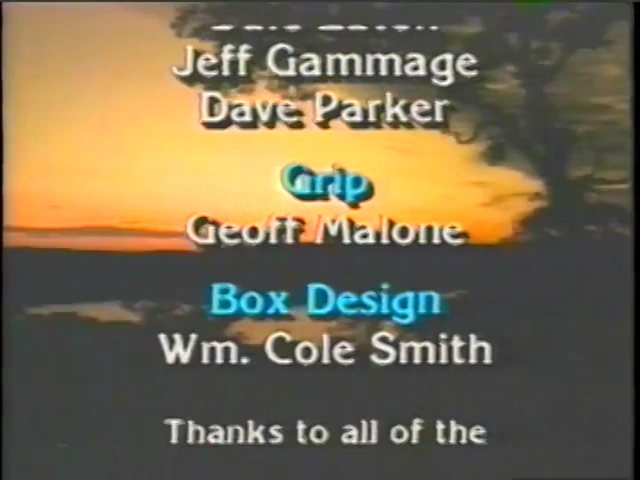 Jeff Gammage
Dave Parker
Grip
Geoff Malone
Box Design
Wm. Cole Smith
Thanks to all of the